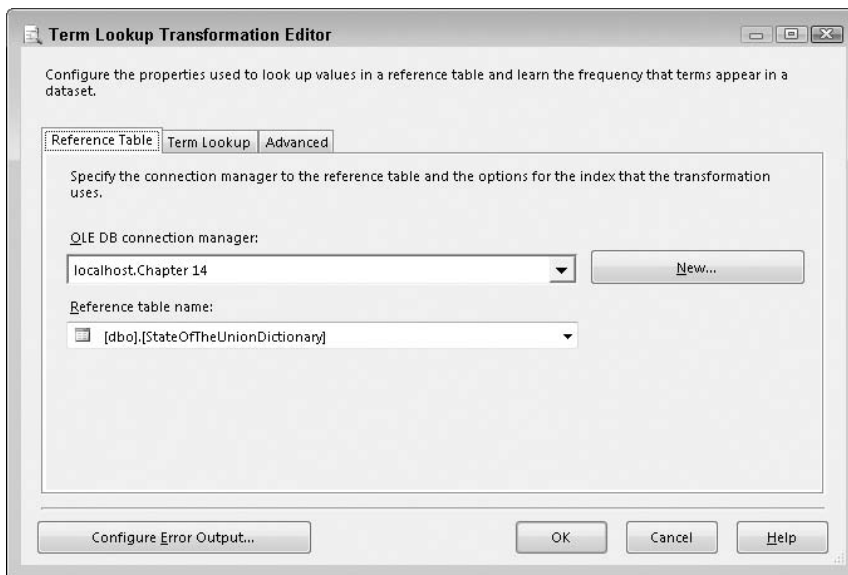 Term Lookup Transformation Editor
Configure the properties used to look up values in a reference table and learn the frequency that terms appear in a
dataset.
Reference Table Term Lookup Advanced
Specify the connection manager to the reference table and the options for the index that the transformation
uses.
OLE DB connection manager:
localhost.Chapter 14 New...
Reference table name:
[dbo].[StateOfTheUnionDictionary]
Configure Error Output... OK Cancel Help